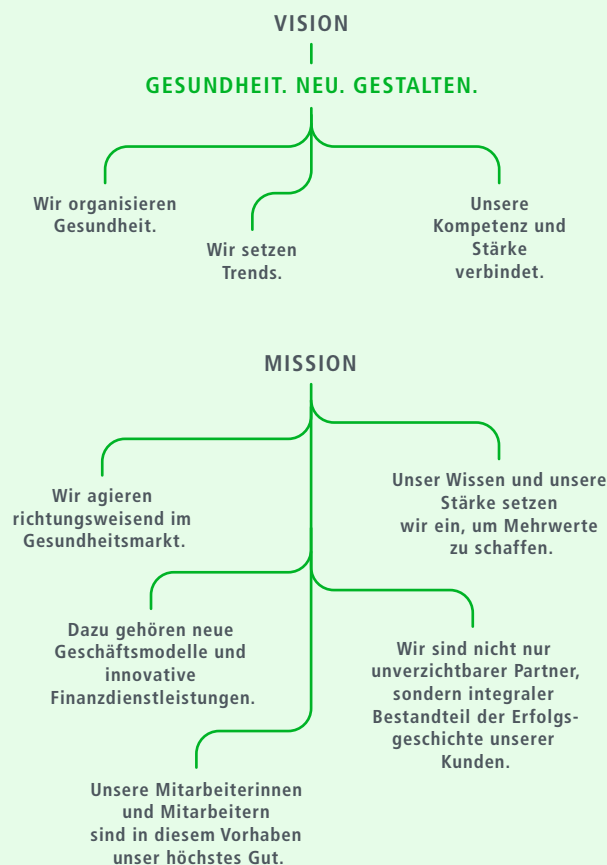 VISION
GESUNDHEIT. NEU. GESTALTEN.
Wir organisieren
Gesundheit.
Wir setzen
Trends.
Unsere
Kompetenz und
Stärke
verbindet.
MISSION
Wir agieren
richtungsweisend im
Gesundheitsmarkt.
Unser Wissen und unsere
Stärke setzen
wir ein, um Mehrwerte
zu schaffen.
Dazu gehören neue
Geschäftsmodelle und
innovative
Finanzdienstleistungen.
Wir sind nicht nur
unverzichtbarer Partner,
sondern integraler
Bestandteil der Erfolgs-
geschichte unserer
Kunden.
Unsere Mitarbeiterinnen
und Mitarbeitern
sind in diesem Vorhaben
unser höchstes Gut.